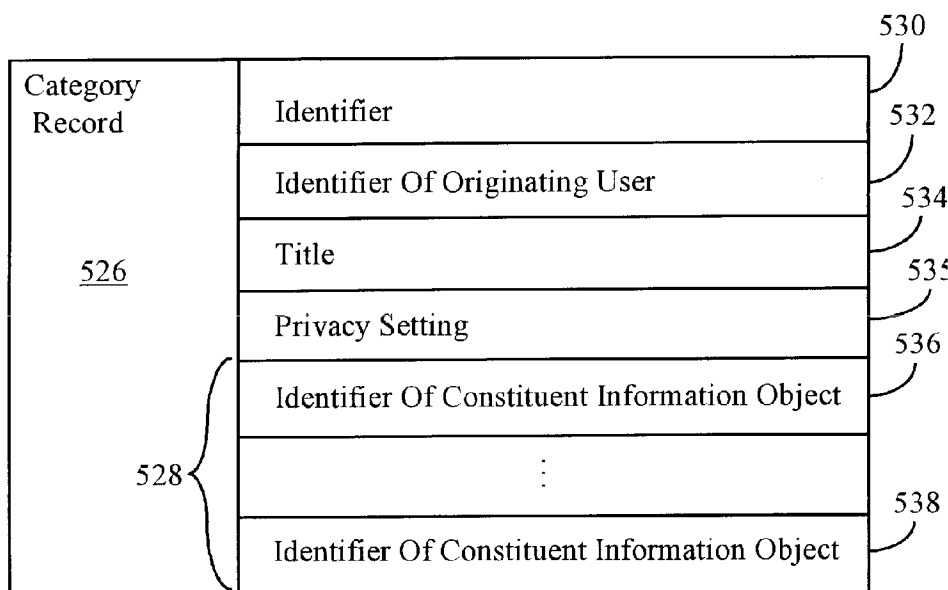 530
Category
Record
Identifier
532
Identifier Of Originating User
534
Title
526
535
Privacy Setting
536
Identifier Of Constituent Information Object
528
⋮
538
Identifier Of Constituent Information Object